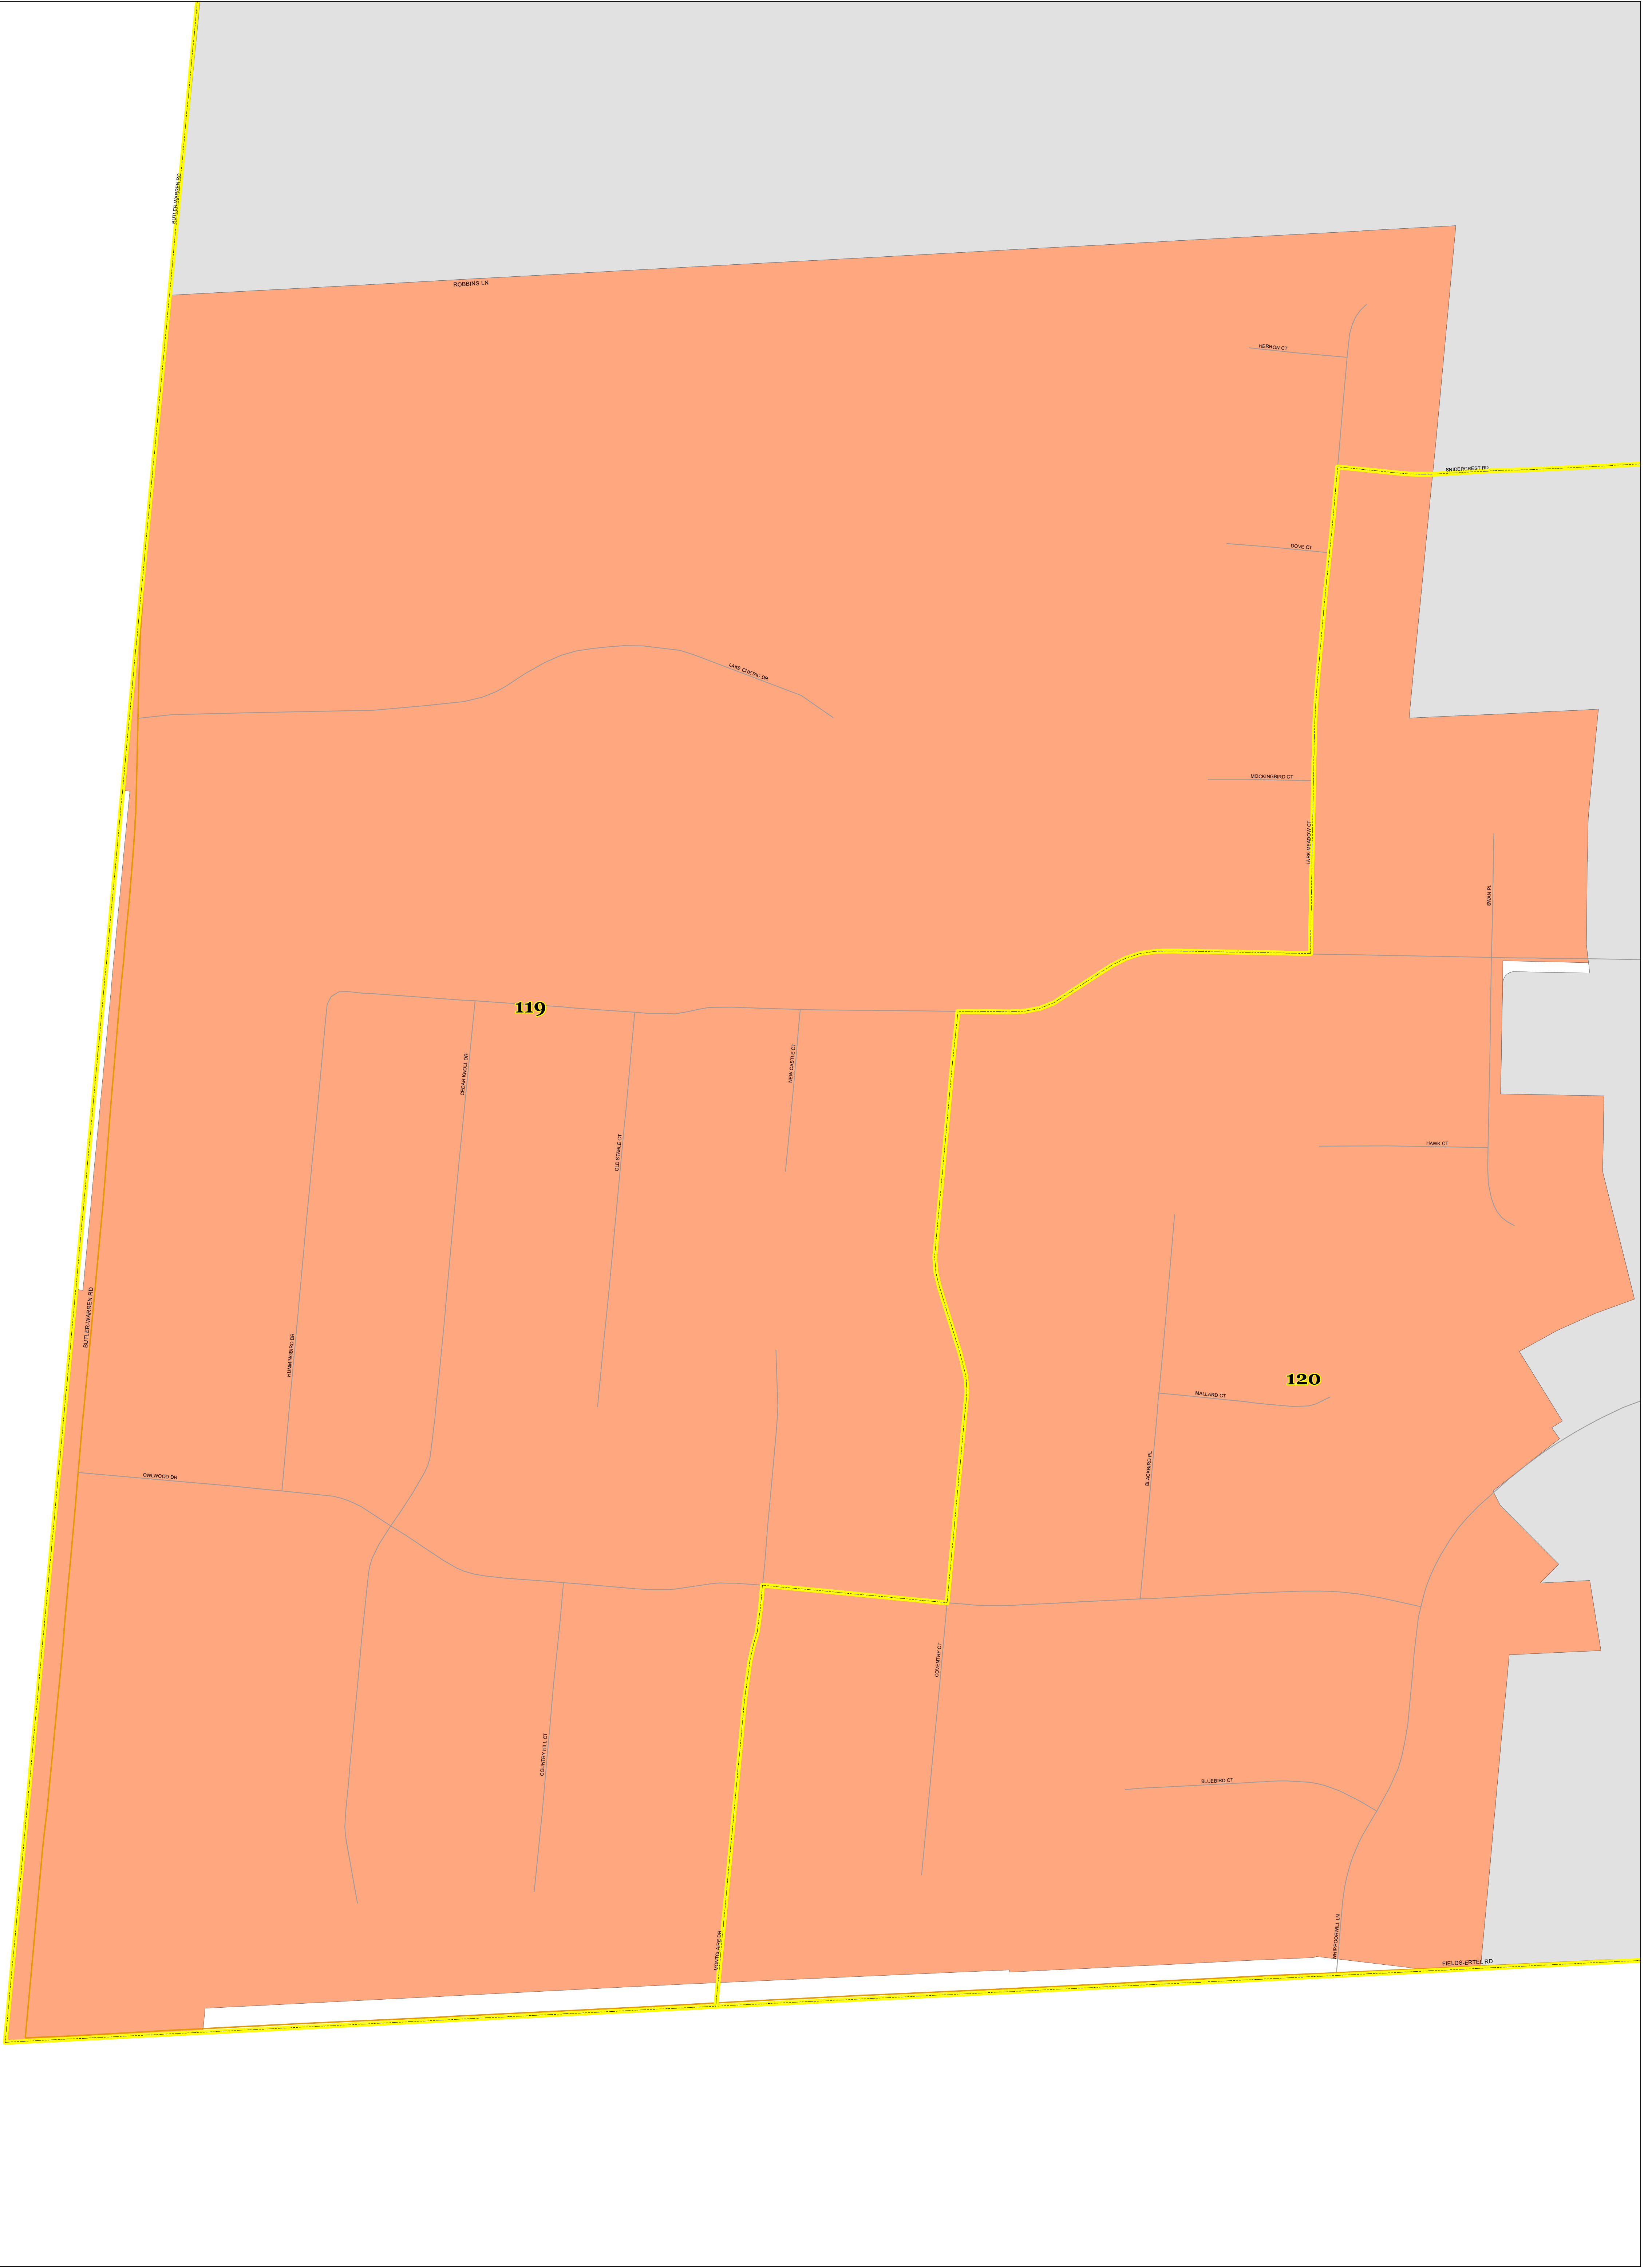 BUTLER-WARREN RD
ROBBINS LN
HERRON CT
SNIDERCREST RD
DOVE CT
LAKE CHETAC DR
MOCKINGBIRD CT
LARK MEADOW CT
SWAN PL
119
CEDAR KNOLL DR
NEW CASTLE CT
OLD STABLE CT
HAWK CT
BUTLER-WARREN RD
HUMMINGBIRD DR
120
MALLARD CT
BLACKBIRD PL
OWLWOOD DR
COVENTRY CT
COUNTRY HILL CT
BLUEBIRD CT
MONTCLAIRE DR
WHIPPOORWILL LN
FIELDS-ERTEL RD